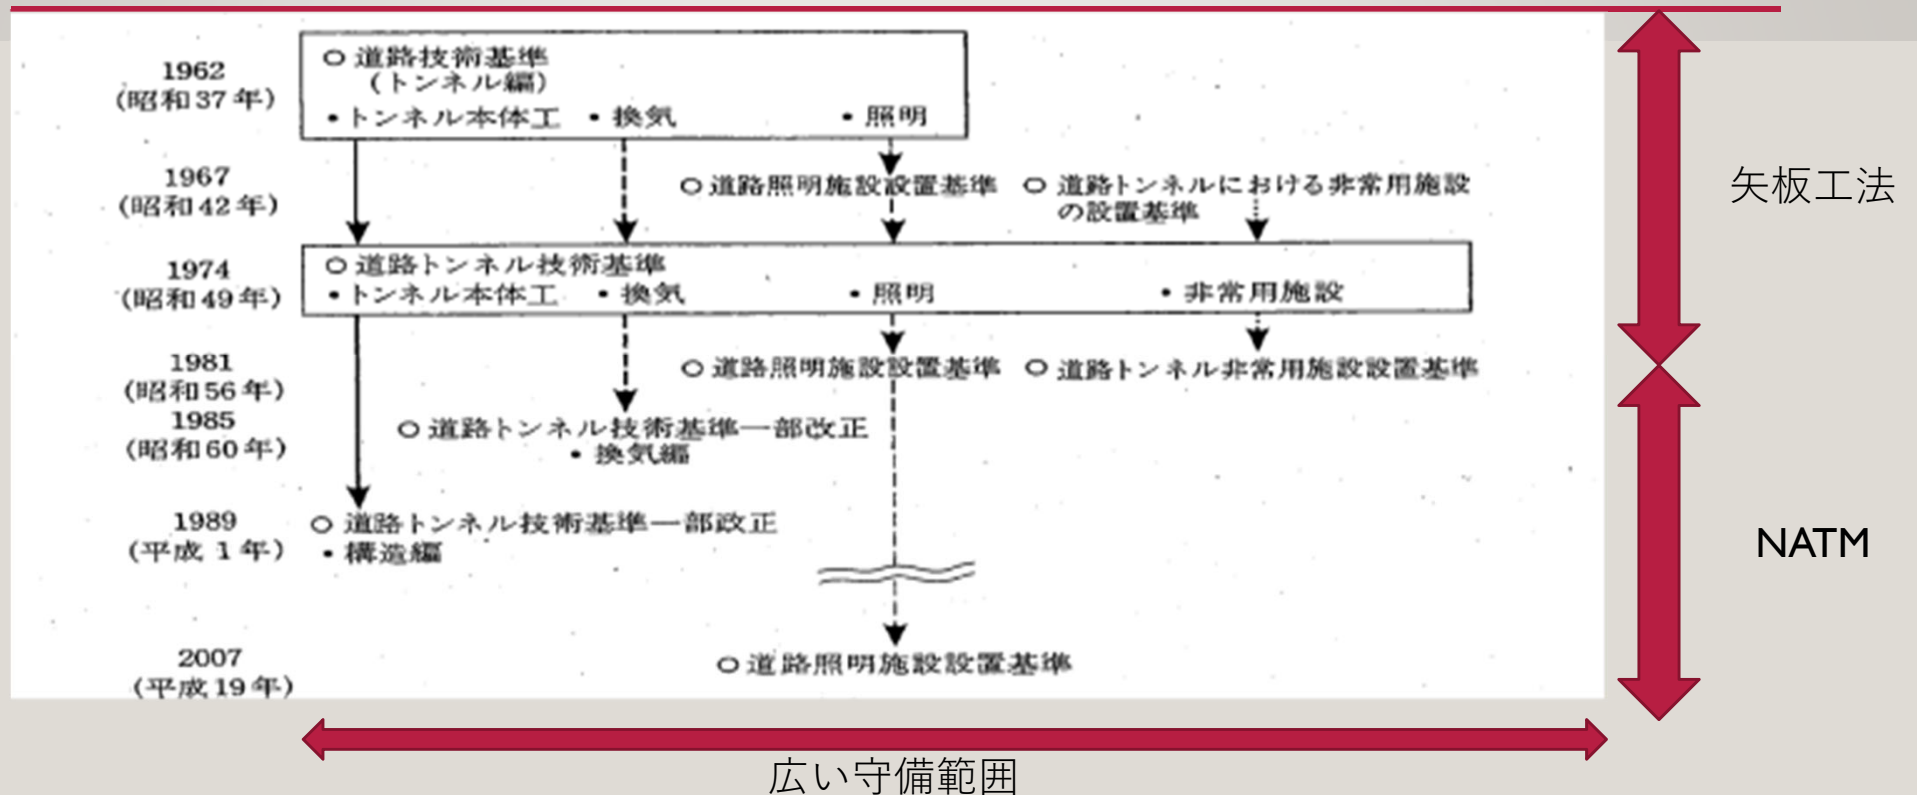 1962
(昭和37年)
○ 道路技術基準
(トンネル編)
・トンネル本体工 ・換気 ・照明
1967
(昭和42年)
○ 道路照明施設設置基準
○ 道路トンネルにおける非常用施設
の設置基準
1974
(昭和49年)
○ 道路トンネル技術基準
・トンネル本体工 ・換気 ・照明 ・非常用施設
1981
(昭和56年)
○ 道路照明施設設置基準
○ 道路トンネル非常用施設設置基準
1985
(昭和60年)
○ 道路トンネル技術基準一部改正
・換気編
1989
(平成 1年)
○ 道路トンネル技術基準一部改正
・構造編
2007
(平成19年)
○ 道路照明施設設置基準
矢板工法
NATM
広い守備範囲